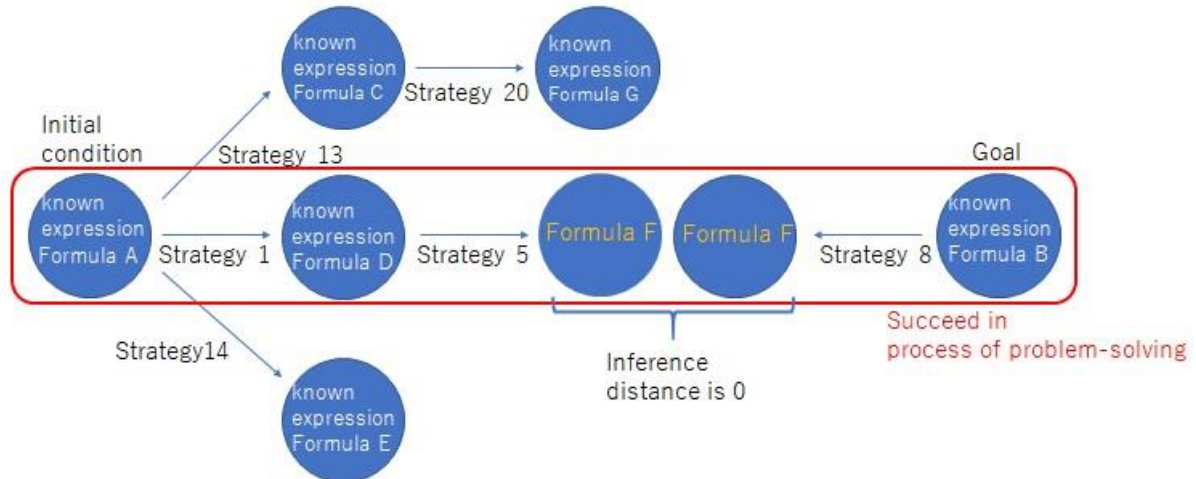 known
expression
Formula C
Strategy 20
known
expression
Formula G
Initial
condition
Strategy 13
Goal
known
expression
Formula A
Strategy 1
known
expression
Formula D
Strategy 5
Formula F
Formula F
Strategy 8
known
expression
Formula B
Strategy14
known
expression
Formula E
Inference
distance is 0
Succeed in
process of problem-solving